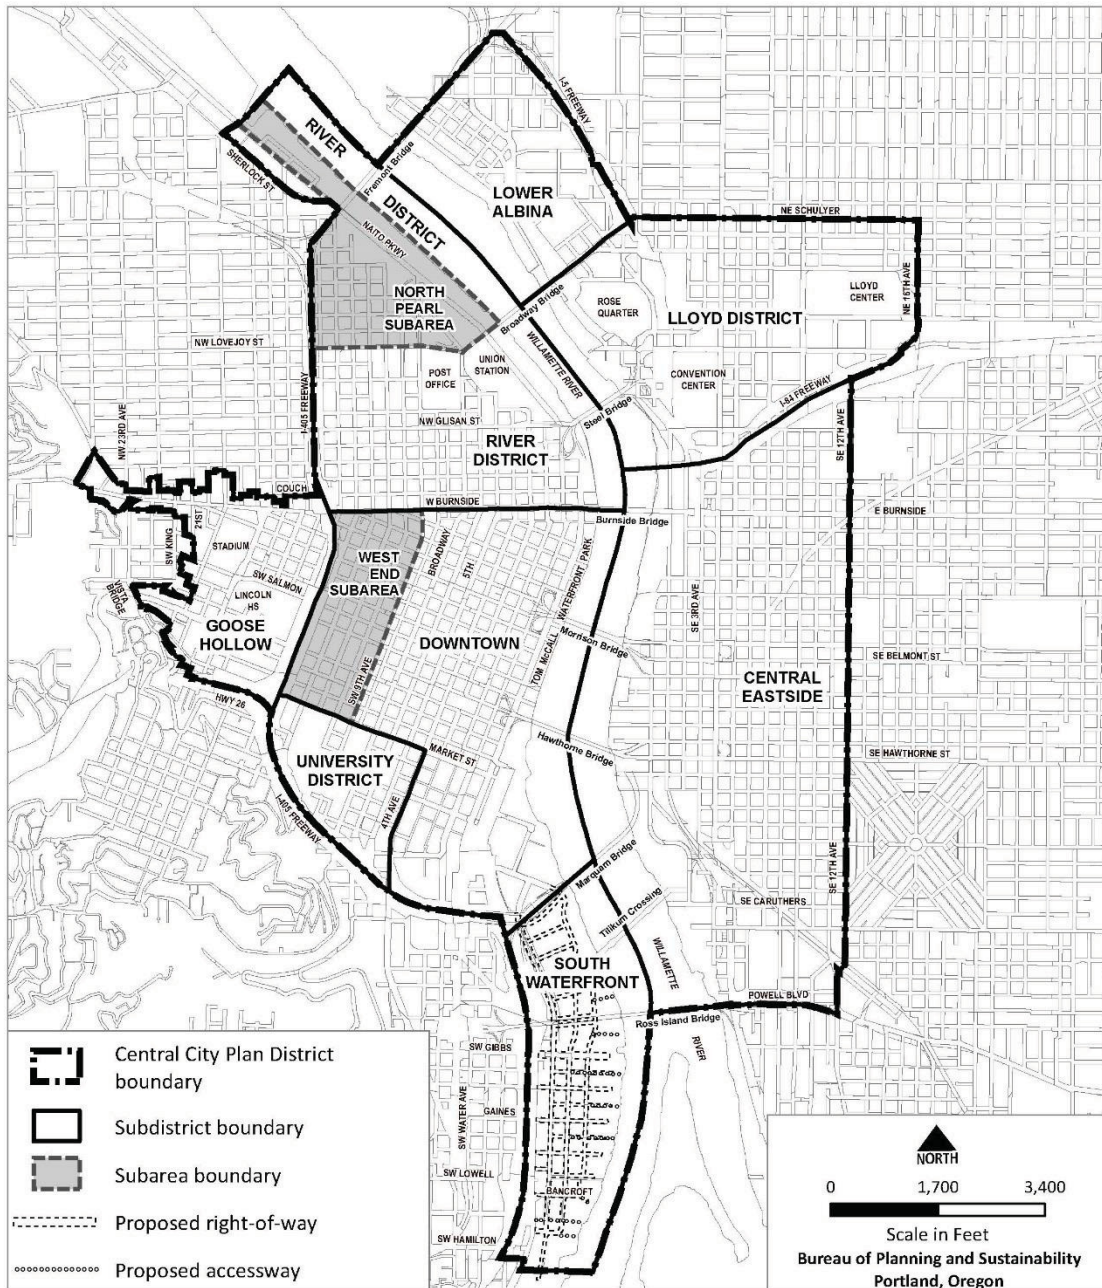 I-5 FREEWAY
RIVER
DISTRICT
SHERLOCK ST
Fremont Bridge
NAITO PKWY
LOWER
ALBINA
NE SCHULYER
NE 15TH AVE
LLOYD
CENTER
NORTH
PEARL
SUBAREA
Broadway Bridge
ROSE
QUARTER
LLOYD DISTRICT
WILLAMETTE RIVER
NW LOVEJOY ST
UNION
STATION
POST
OFFICE
CONVENTION
CENTER
I-84 FREEWAY
I-405 FREEWAY
NW 23RD AVE
NW GLISAN ST
Steel Bridge
SE 12TH AVE
RIVER
DISTRICT
COUCH
W BURNSIDE
Burnside Bridge
E BURNSIDE
21ST
SW KING
STADIUM
WEST
END
SUBAREA
BROADWAY
5TH
TOM McCALL WATERFRONT PARK
VISTA
BRIDGE
SW SALMON
LINCOLN
HS
GOOSE
HOLLOW
DOWNTOWN
Morrison Bridge
SE 3RD AVE
SE BELMONT ST
CENTRAL
EASTSIDE
SW 9TH AVE
HWY 26
UNIVERSITY
DISTRICT
MARKET ST
Hawthorne Bridge
SE HAWTHORNE ST
4TH AVE
I-405 FREEWAY
Marquam Bridge
SE 12TH AVE
Tilikum Crossing
SE CARUTHERS
SOUTH
WATERFRONT
WILLAMETTE
RIVER
POWELL BLVD
Ross Island Bridge
SW GIBBS
SW WATER AVE
GAINES
SW LOWELL
BANCROFT
SW HAMILTON
Central City Plan District
boundary
Subdistrict boundary
Subarea boundary
Proposed right-of-way
Proposed accessway
NORTH
0 1,700 3,400
Scale in Feet
Bureau of Planning and Sustainability
Portland, Oregon